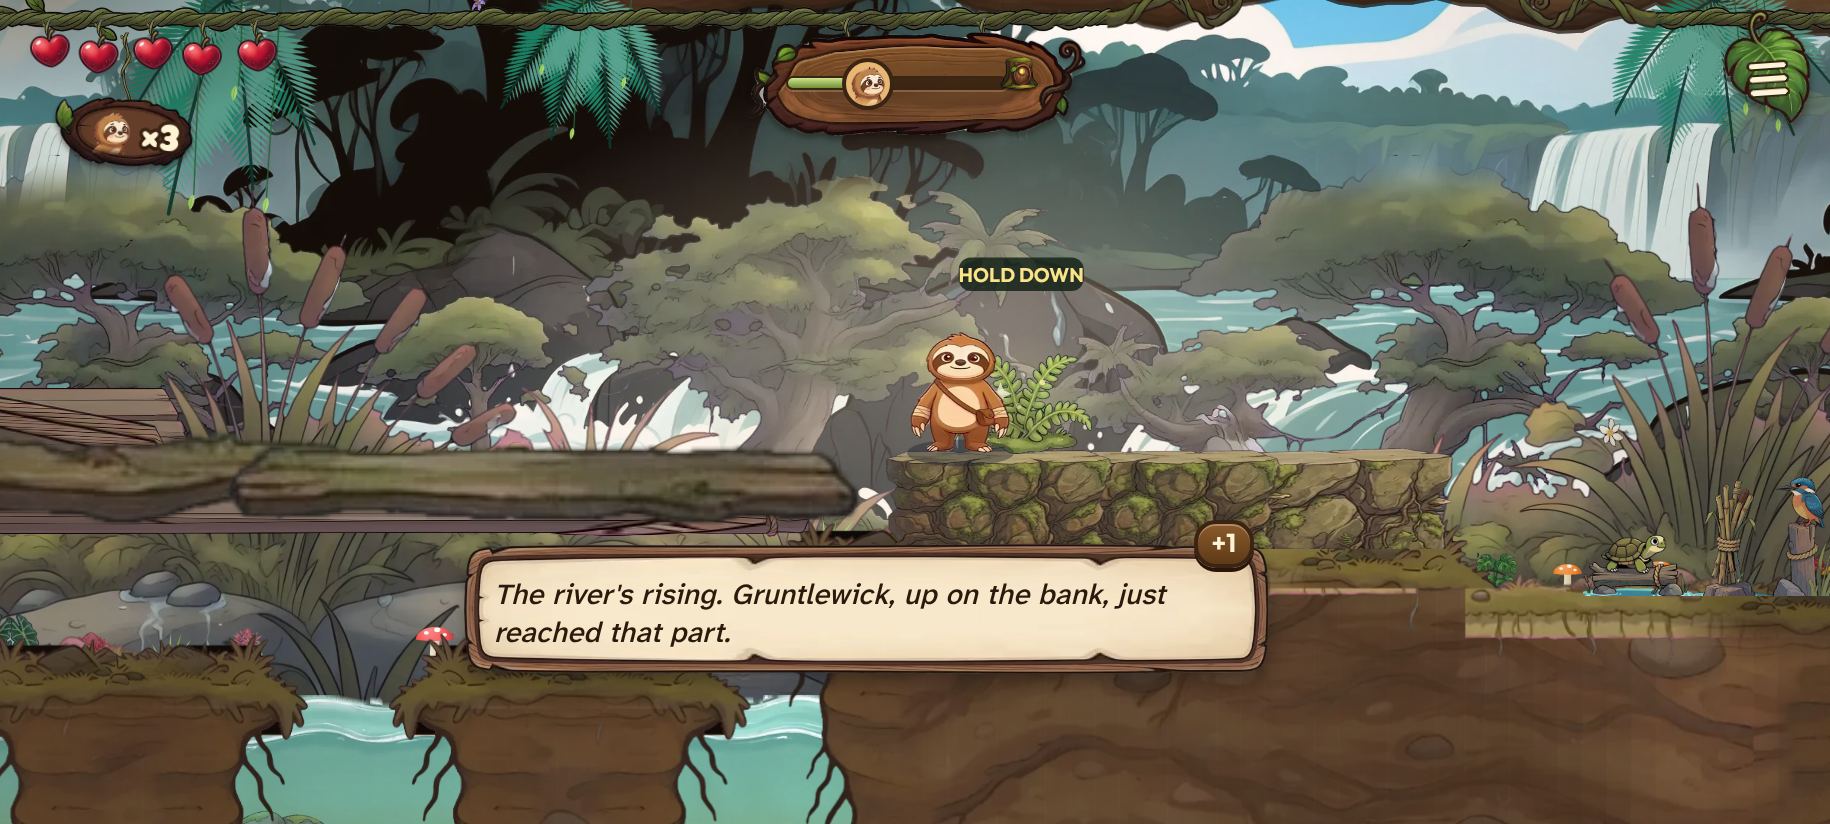 ×3
HOLD DOWN
+1
The river's rising. Gruntlewick, up on the bank, just
reached that part.